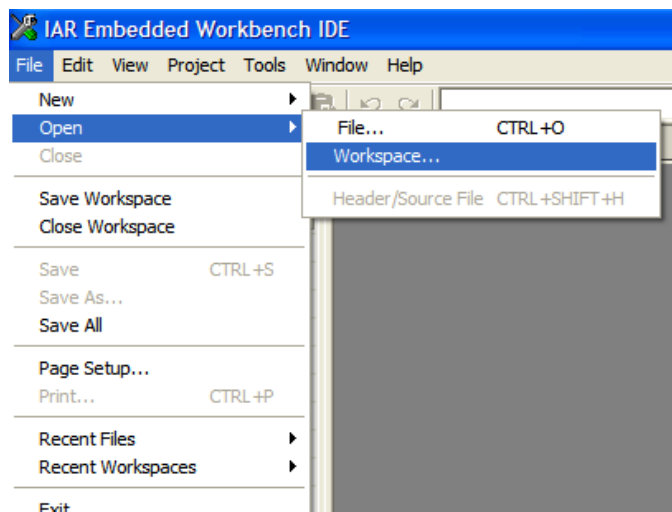 IAR Embedded Workbench IDE
File Edit View Project Tools Window Help
New
Open
File... CTRL+O
Close
Workspace...
Save Workspace
Header/Source File CTRL+SHIFT+H
Close Workspace
Save CTRL+S
Save As...
Save All
Page Setup...
Print... CTRL+P
Recent Files
Recent Workspaces
Exit